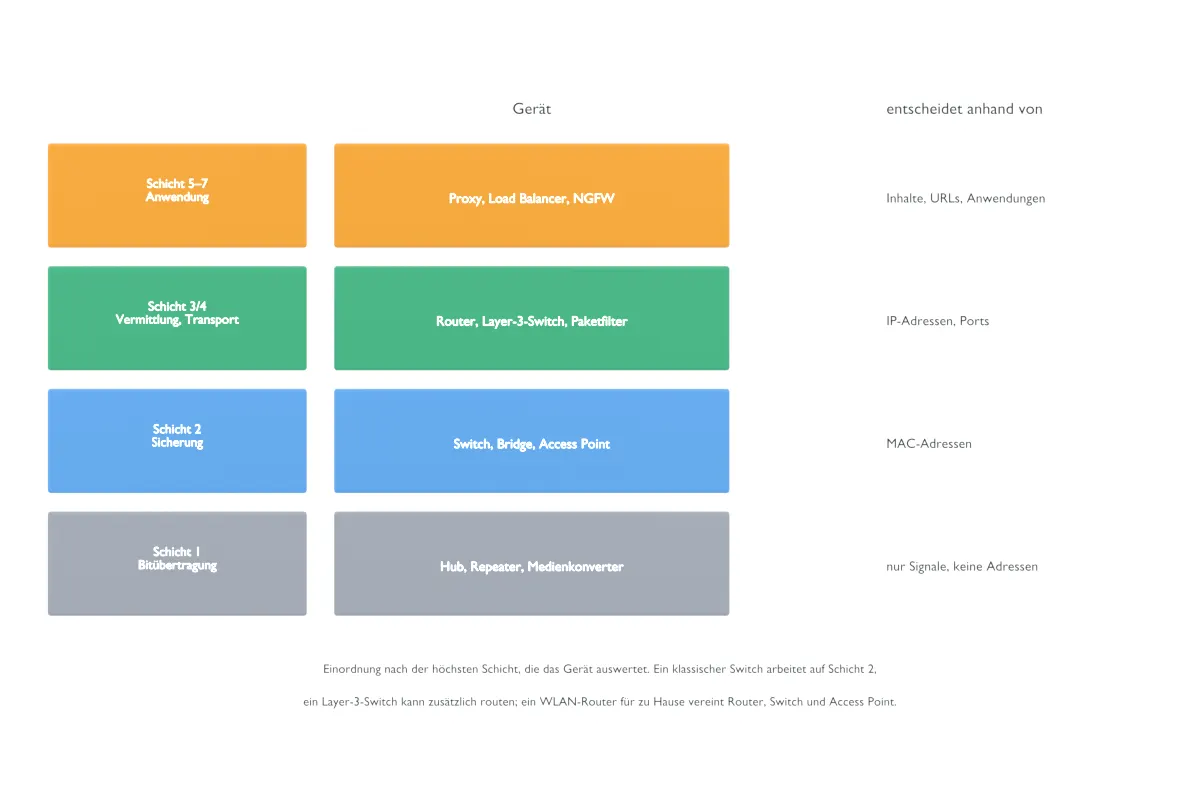 Gerät
entscheidet anhand von
Schicht 5–7
Anwendung
Proxy, Load Balancer, NGFW
Inhalte, URLs, Anwendungen
Schicht 3/4
Vermittlung, Transport
Router, Layer-3-Switch, Paketfilter
IP-Adressen, Ports
Schicht 2
Sicherung
Switch, Bridge, Access Point
MAC-Adressen
Schicht 1
Bitübertragung
Hub, Repeater, Medienkonverter
nur Signale, keine Adressen
Einordnung nach der höchsten Schicht, die das Gerät auswertet. Ein klassischer Switch arbeitet auf Schicht 2,
ein Layer-3-Switch kann zusätzlich routen; ein WLAN-Router für zu Hause vereint Router, Switch und Access Point.